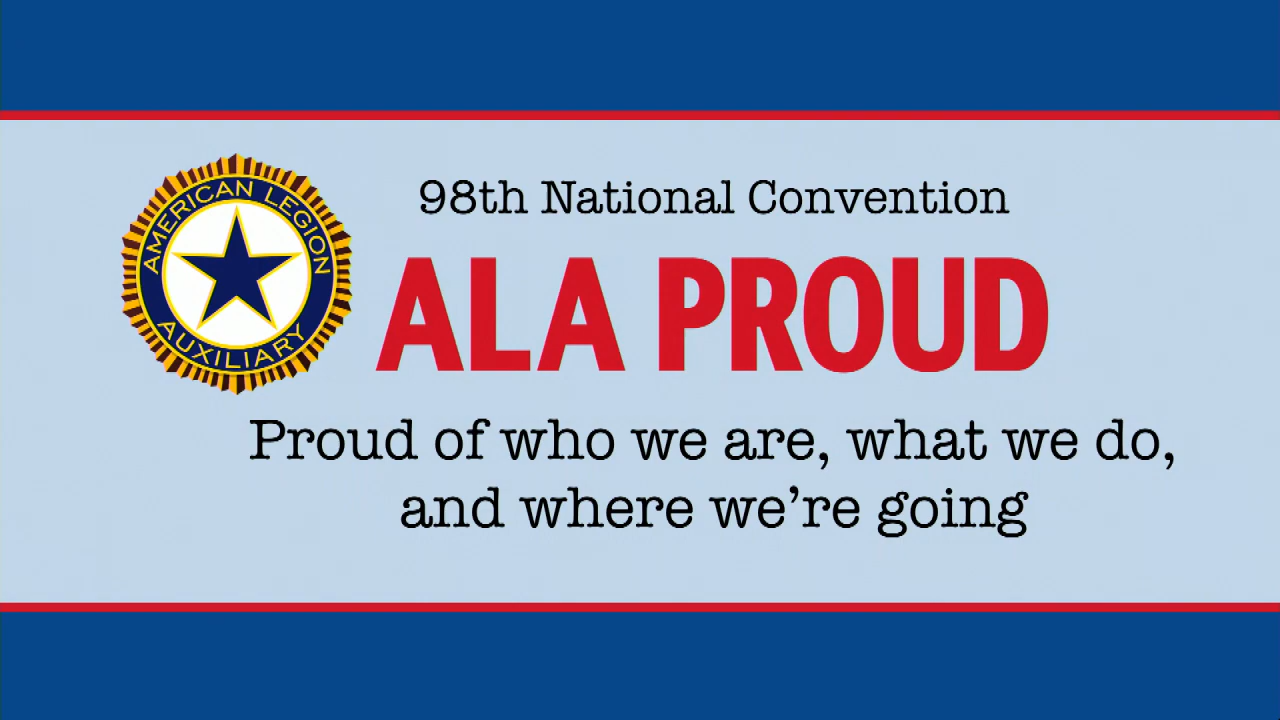 AMERICAN LEGION
AUXILIARY
98th National Convention
ALA PROUD
Proud of who we are, what we do,
and where we’re going